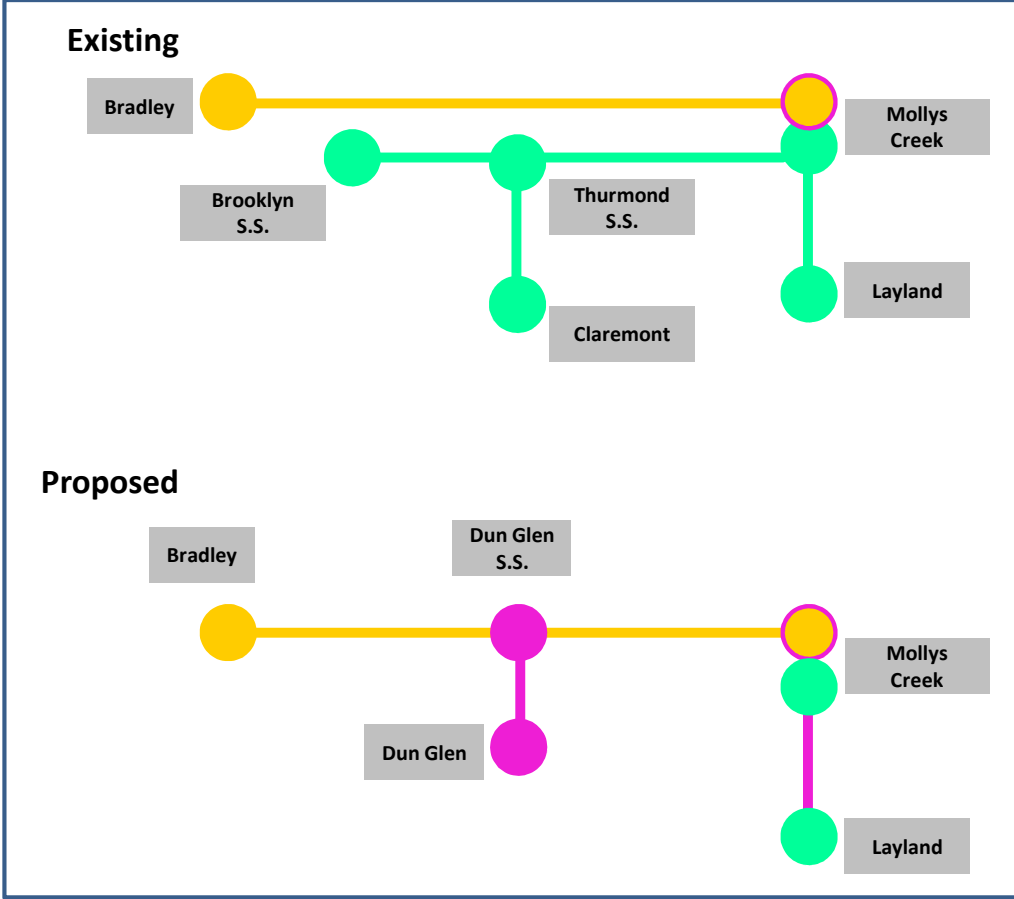 Existing
Bradley
Mollys
Creek
Brooklyn
S.S.
Thurmond
S.S.
Layland
Claremont
Proposed
Dun Glen
S.S.
Bradley
Mollys
Creek
Dun Glen
Layland